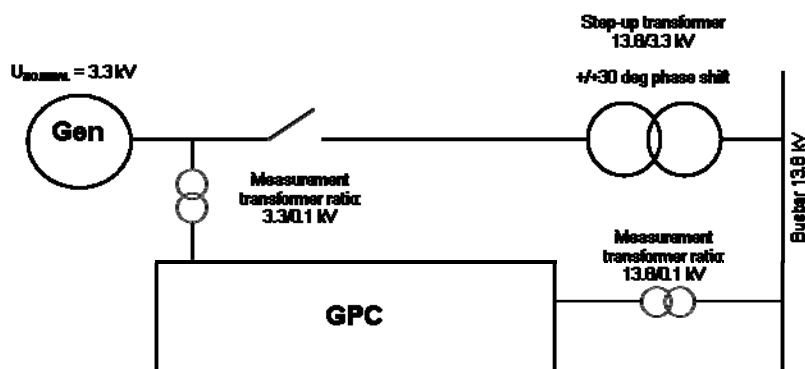 Step-up transformer
13.8/3.3 kV
+/+30 deg phase shift
U NOMINAL = 3.3 kV
Gen
Measurement
transformer ratio:
3.3/0.1 kV
Busbar 13.8 kV
Measurement
transformer ratio:
13.8/0.1 kV
GPC